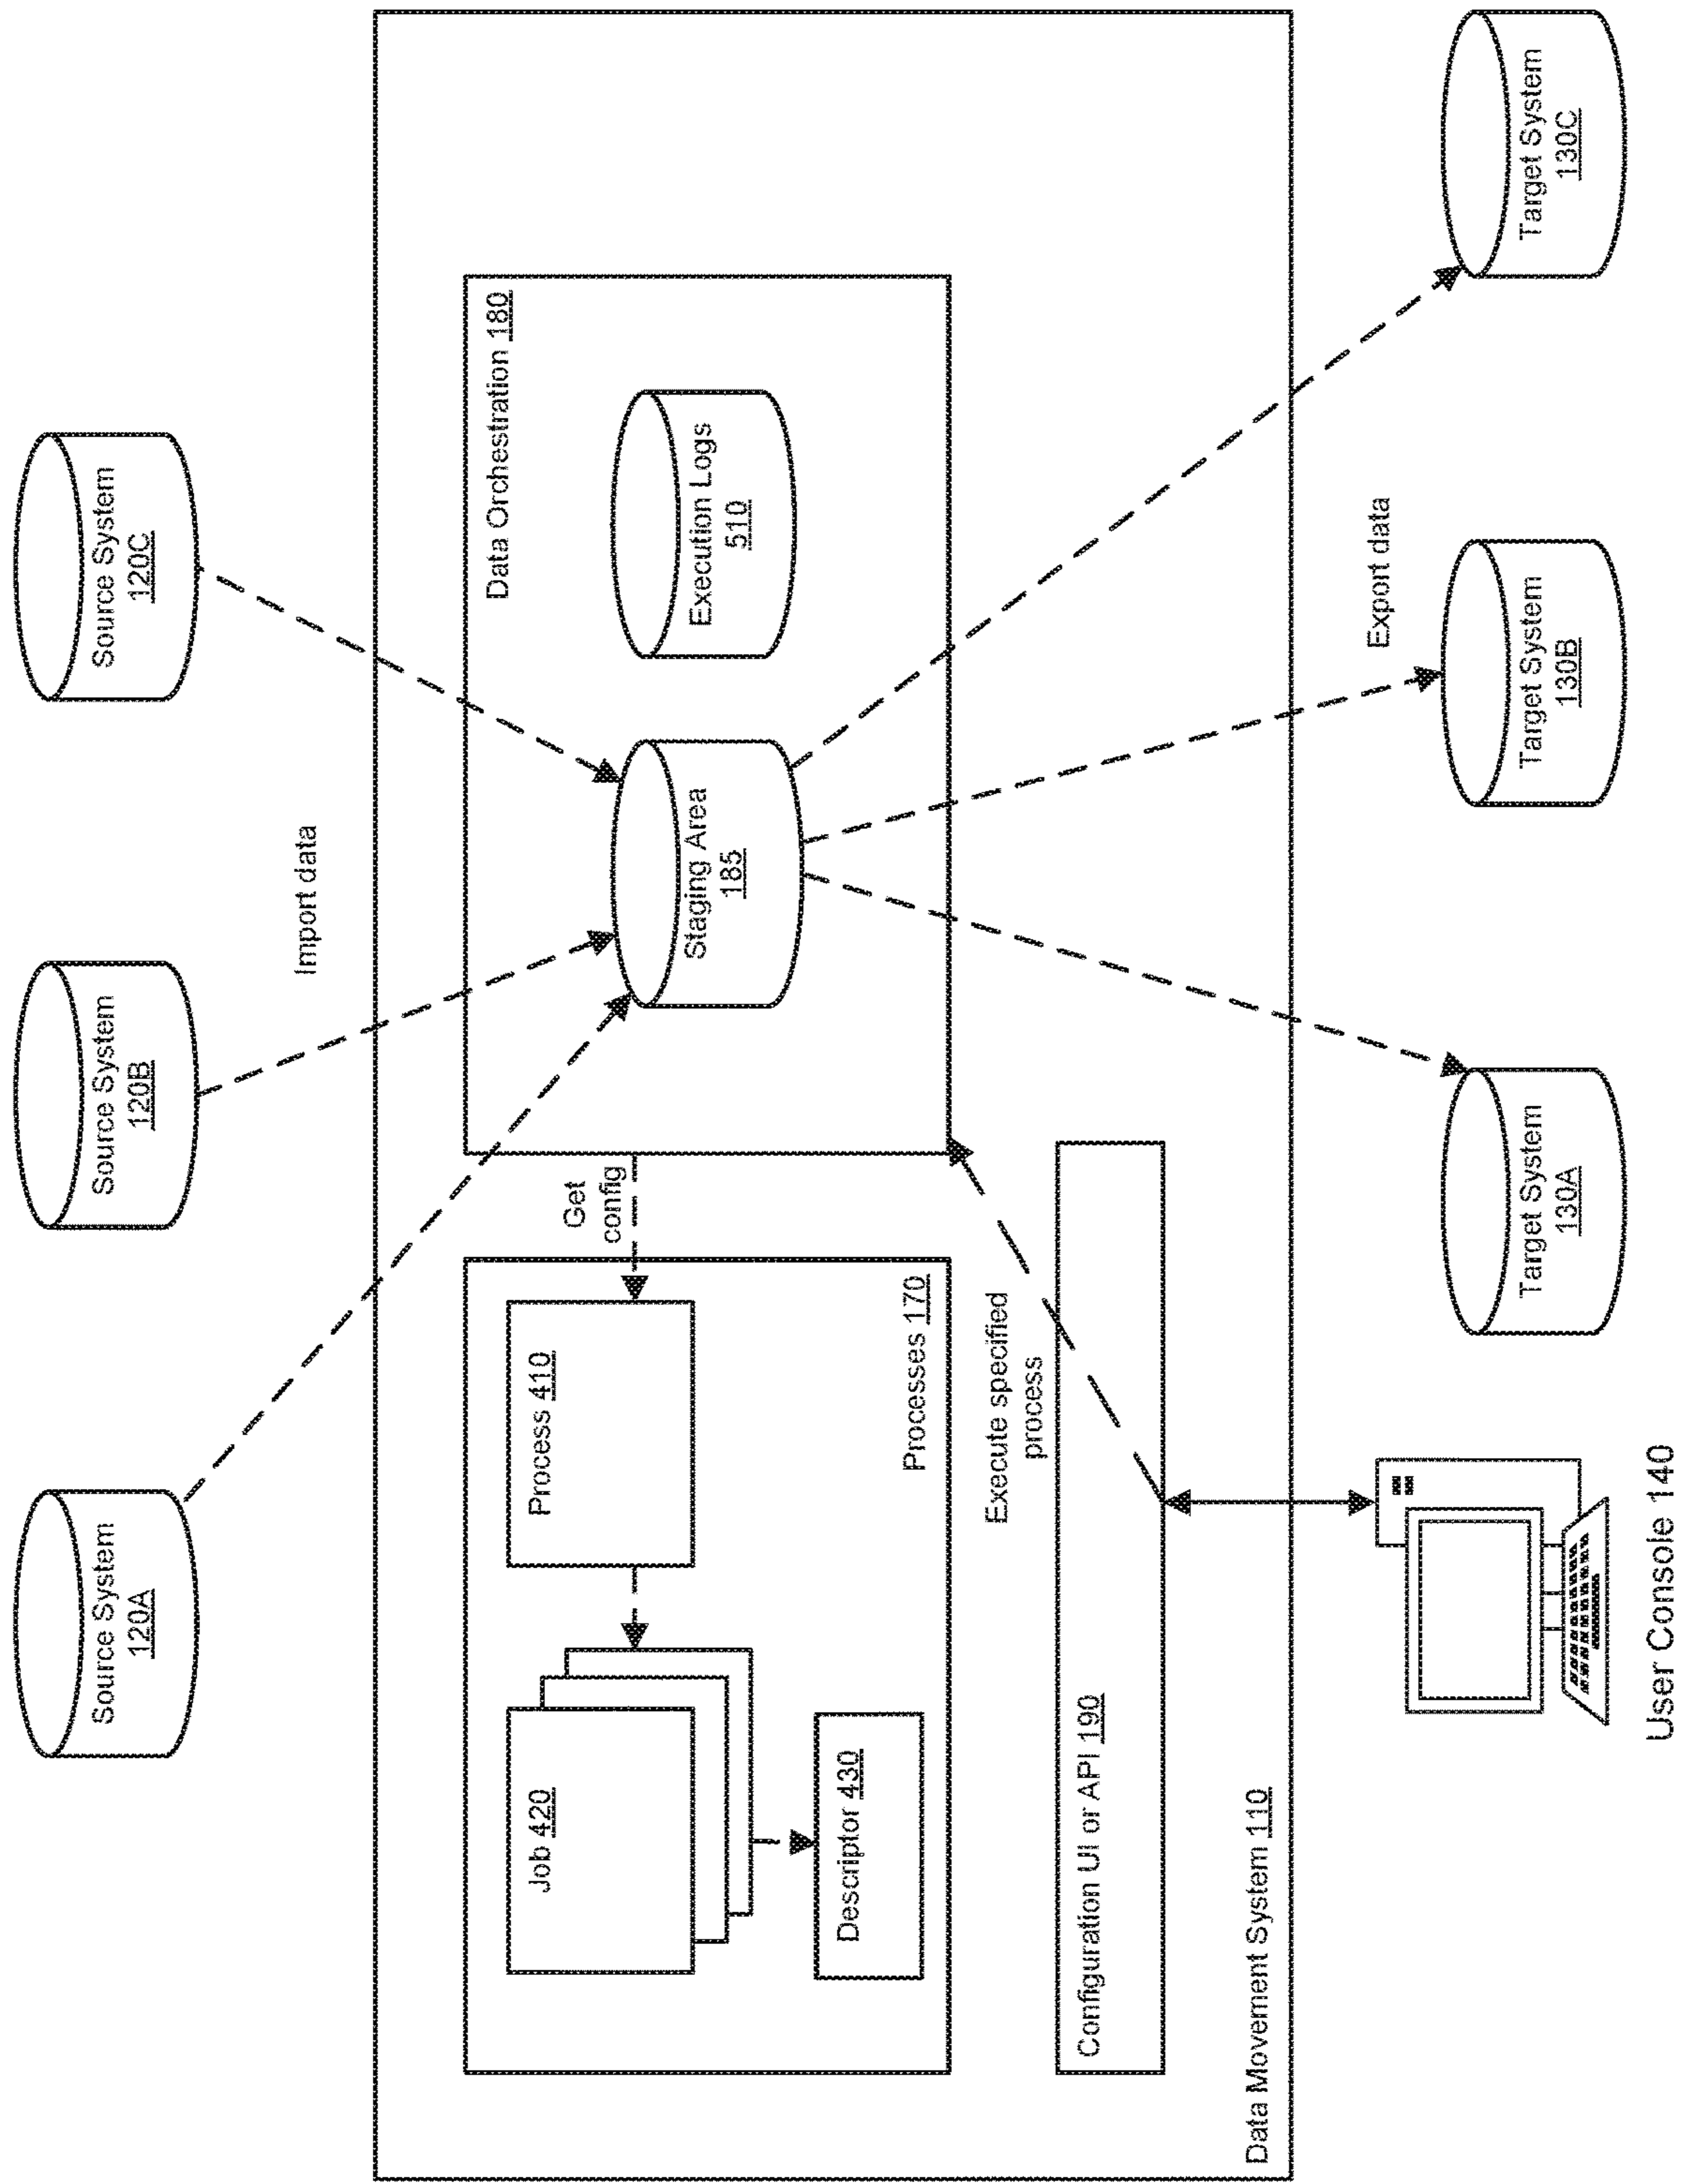 Source System
120A
Source System
120B
Source System
120C
Import data
Data Orchestration 180
Job 420
Process 410
Get
config
Staging Area
185
Execution Logs
510
Descriptor 430
Processes 170
Execute specified
process
Configuration UI or API 190
Data Movement System 110
Export data
Target System
130A
Target System
130B
Target System
130C
User Console 140